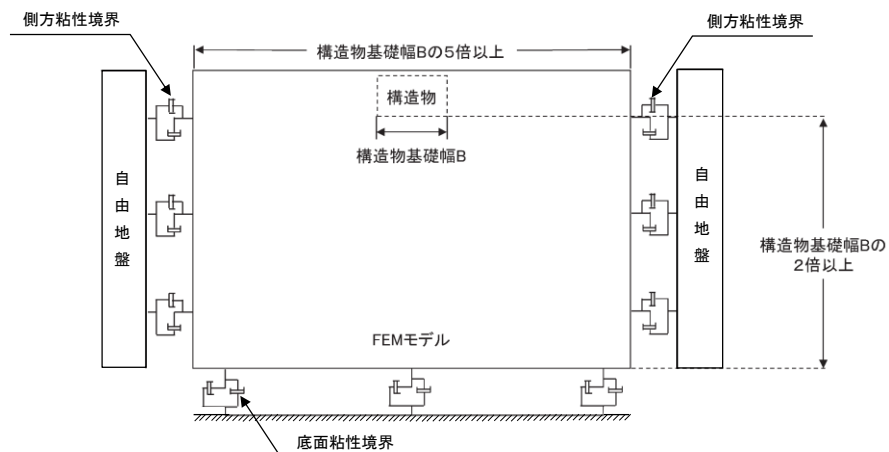 側方粘性境界
側方粘性境界
構造物基礎幅Bの5倍以上
構造物
構造物基礎幅B
自由地盤
自由地盤
構造物基礎幅Bの
2倍以上
FEMモデル
底面粘性境界